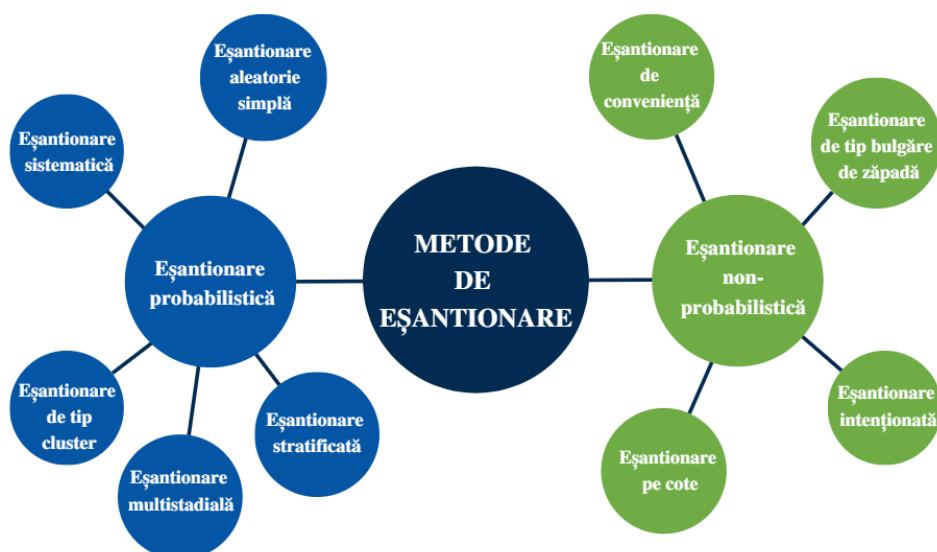 Eșantionare
aleatorie
simplă
Eșantionare
sistematică
Eșantionare
probabilistică
Eșantionare
de tip
cluster
Eșantionare
multistadială
Eșantionare
stratificată
METODE
DE
EȘANTIONARE
Eșantionare
de
conveniență
Eșantionare
de tip bulgăre
de zăpadă
Eșantionare
non-
probabilistică
Eșantionare
intenționată
Eșantionare
pe cote